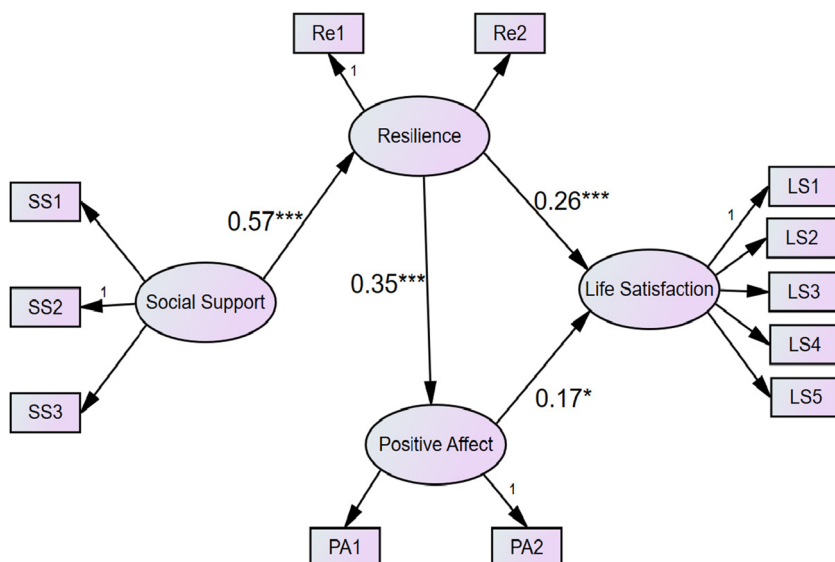 Re1
Re2
1
Resilience
SS1
LS1
1
0.57***
0.26***
LS2
Social Support
1
SS2
0.35***
Life Satisfaction
LS3
LS4
SS3
0.17*
LS5
Positive Affect
1
PA1
PA2